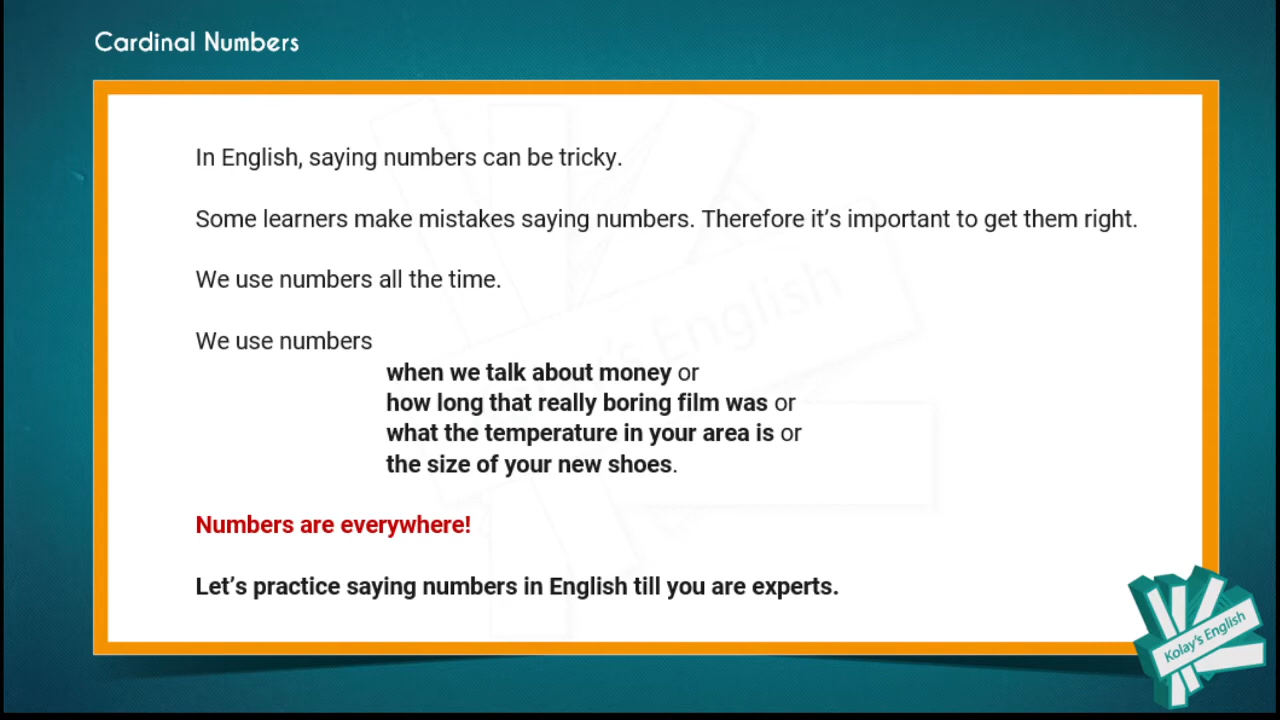 Cardinal Numbers
In English, saying numbers can be tricky.
Some learners make mistakes saying numbers. Therefore it’s important to get them right.
We use numbers all the time.
We use numbers
when we talk about money or
how long that really boring film was or
what the temperature in your area is or
the size of your new shoes.
Numbers are everywhere!
Let’s practice saying numbers in English till you are experts.
Kolay's English